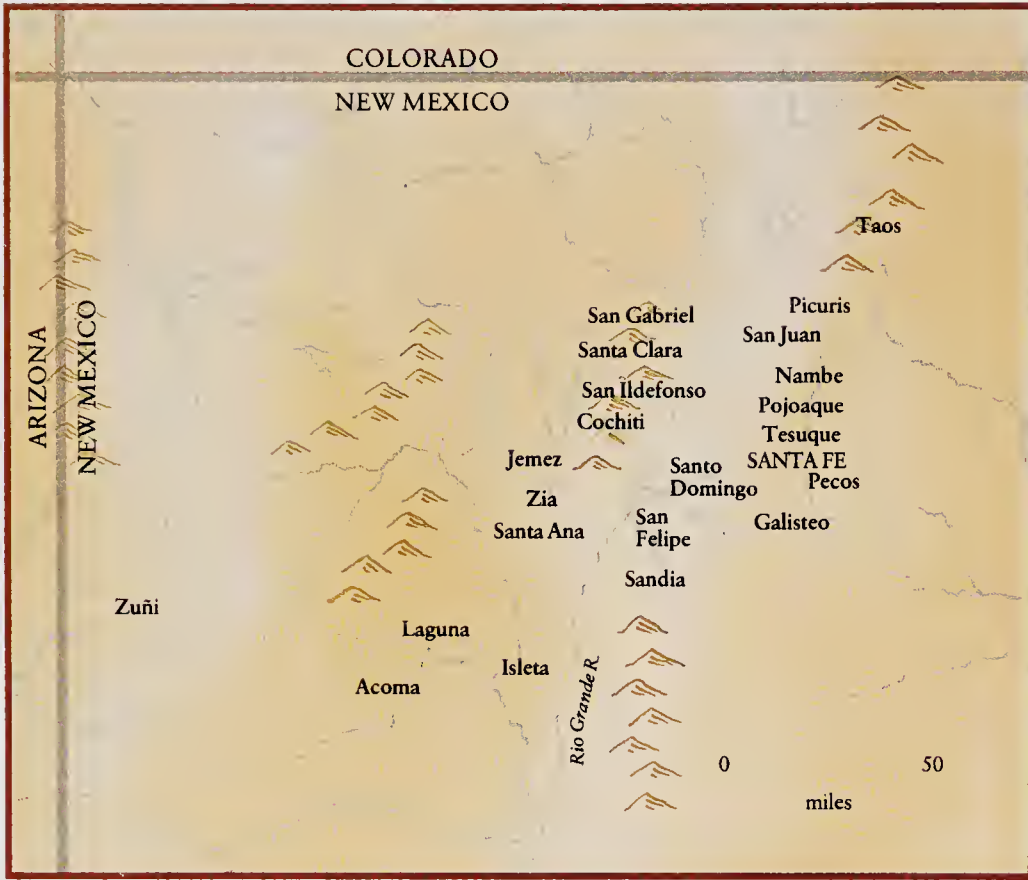 COLORADO
NEW MEXICO
ARIZONA
NEW MEXICO
Taos
Picuris
San Gabriel
San Juan
Santa Clara
Nambe
San Ildefonso
Pojoaque
Cochiti
Tesuque
Jemez
SANTA FE
Santo
Domingo
Pecos
Zia
San
Felipe
Galisteo
Santa Ana
Sandia
Zuñi
Laguna
Isleta
Acoma
Rio Grande R.
0
50
miles